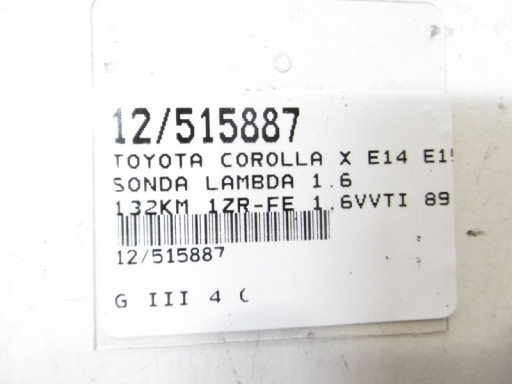 12/515887
TOYOTA COROLLA X E14 E15
SONDA LAMBDA 1.6
132KM 1ZR-FE 1.6VVTI 89
12/515887
G III 4